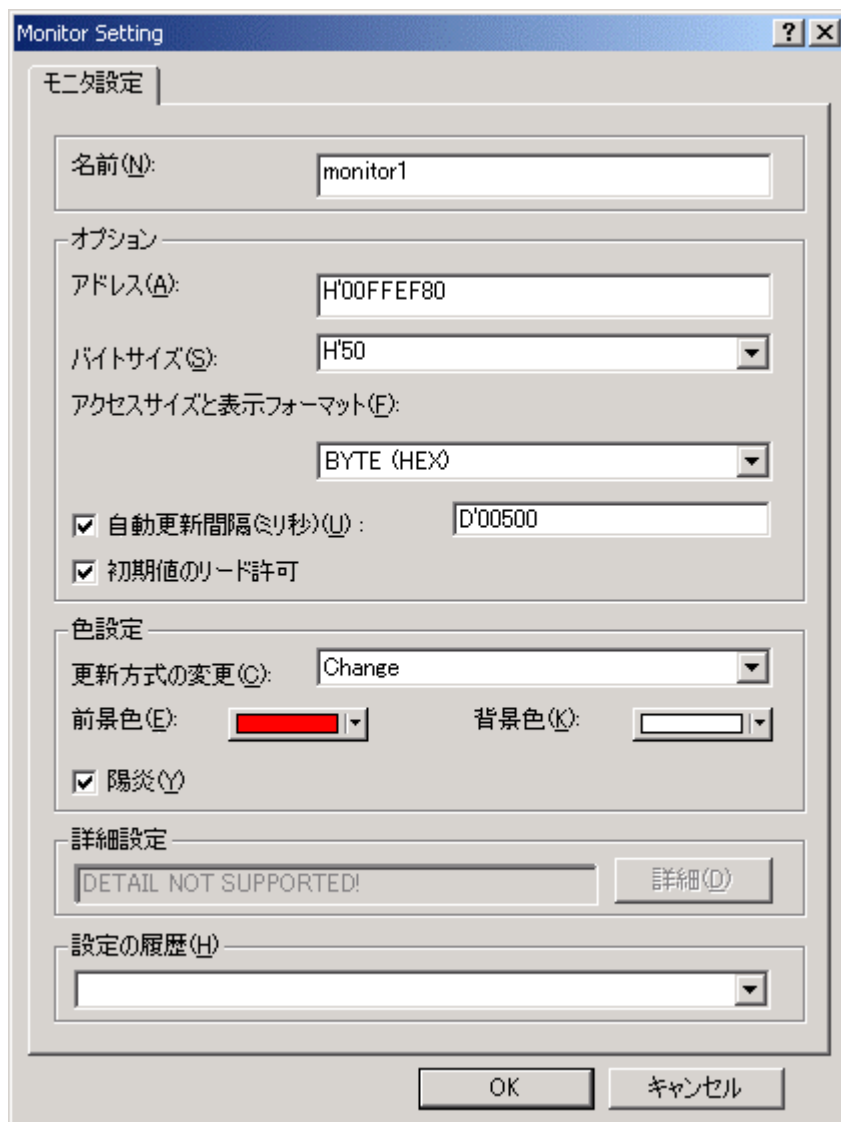 Monitor Setting
モニタ設定
名前(N):
monitor1
オプション
アドレス(A):
H'00FFEF80
バイトサイズ(S):
H'50
アクセスサイズと表示フォーマット(F):
BYTE (HEX)
自動更新間隔(ミリ秒)(U) :
D'00500
初期値のリード許可
色設定
更新方式の変更(C):
Change
前景色(E):
背景色(K):
陽炎(Y)
詳細設定
DETAIL NOT SUPPORTED!
詳細(D)
設定の履歴(H)
OK
キャンセル